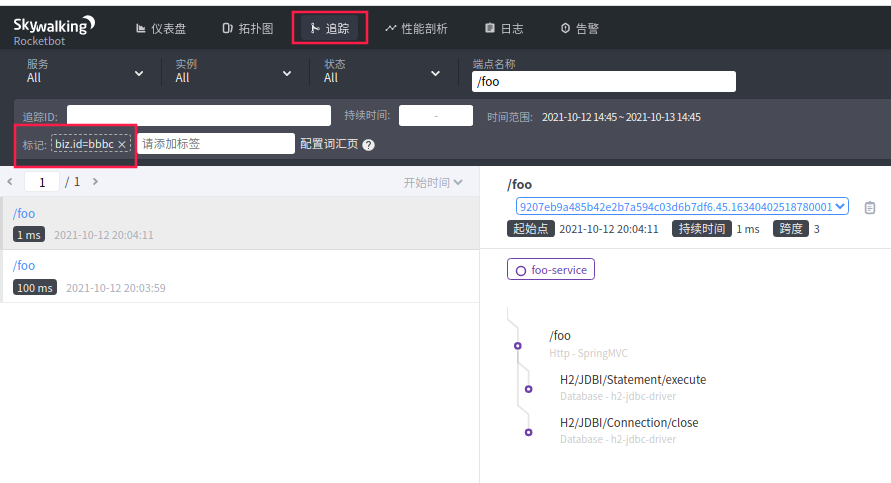 Skywalking
Rocketbot
仪表盘 拓扑图 追踪 性能剖析 日志 告警
服务 实例 状态 端点名称
All All All /foo
追踪ID: 持续时间: - 时间范围: 2021-10-12 14:45 ~ 2021-10-13 14:45
标记: biz.id=bbbc × 请添加标签 配置词汇页 ?
1 / 1 开始时间
/foo
1 ms 2021-10-12 20:04:11
/foo
100 ms 2021-10-12 20:03:59
/foo
9207eb9a485b42e2b7a594c03d6b7df6.45.16340402518780001
起始点 2021-10-12 20:04:11 持续时间 1 ms 跨度 3
foo-service
/foo
Http - SpringMVC
H2/JDBI/Statement/execute
Database - h2-jdbc-driver
H2/JDBI/Connection/close
Database - h2-jdbc-driver